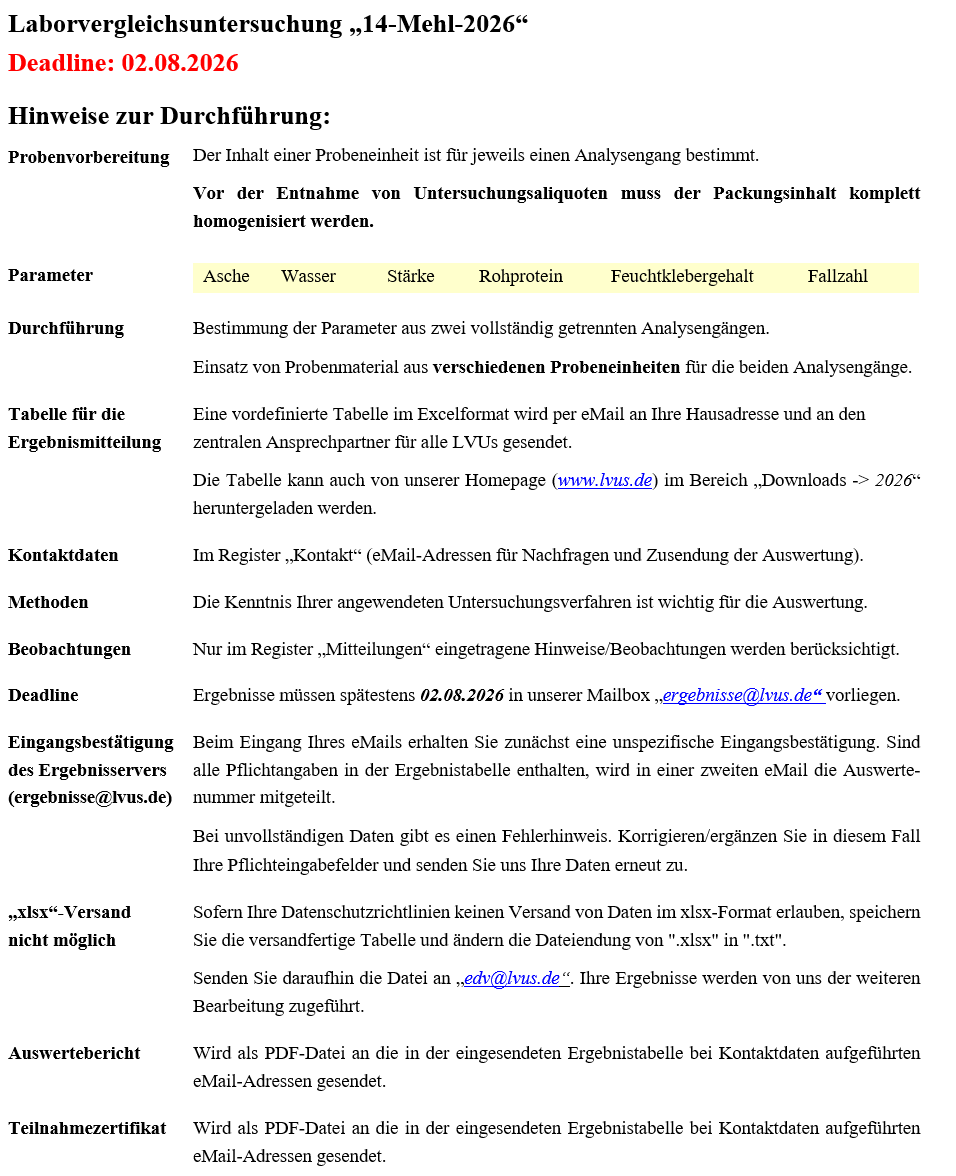 Laborvergleichsuntersuchung „14-Mehl-2026“
Deadline: 02.08.2026
Hinweise zur Durchführung:
Probenvorbereitung Der Inhalt einer Probeneinheit ist für jeweils einen Analysengang bestimmt.
Vor der Entnahme von Untersuchungsaliquoten muss der Packungsinhalt komplett
homogenisiert werden.
Parameter Asche Wasser Stärke Rohprotein Feuchtklebergehalt Fallzahl
Durchführung Bestimmung der Parameter aus zwei vollständig getrennten Analysengängen.
Einsatz von Probenmaterial aus verschiedenen Probeneinheiten für die beiden Analysengänge.
Tabelle für die Eine vordefinierte Tabelle im Excelformat wird per eMail an Ihre Hausadresse und an den
Ergebnismitteilung zentralen Ansprechpartner für alle LVUs gesendet.
Die Tabelle kann auch von unserer Homepage (www.lvus.de) im Bereich „Downloads -> 2026“
heruntergeladen werden.
Kontaktdaten Im Register „Kontakt“ (eMail-Adressen für Nachfragen und Zusendung der Auswertung).
Methoden Die Kenntnis Ihrer angewendeten Untersuchungsverfahren ist wichtig für die Auswertung.
Beobachtungen Nur im Register „Mitteilungen“ eingetragene Hinweise/Beobachtungen werden berücksichtigt.
Deadline Ergebnisse müssen spätestens 02.08.2026 in unserer Mailbox „ergebnisse@lvus.de“ vorliegen.
Eingangsbestätigung Beim Eingang Ihres eMails erhalten Sie zunächst eine unspezifische Eingangsbestätigung. Sind
des Ergebnisservers alle Pflichtangaben in der Ergebnistabelle enthalten, wird in einer zweiten eMail die Auswerte-
(ergebnisse@lvus.de) nummer mitgeteilt.
Bei unvollständigen Daten gibt es einen Fehlerhinweis. Korrigieren/ergänzen Sie in diesem Fall
Ihre Pflichteingabefelder und senden Sie uns Ihre Daten erneut zu.
„xlsx“-Versand Sofern Ihre Datenschutzrichtlinien keinen Versand von Daten im xlsx-Format erlauben, speichern
nicht möglich Sie die versandfertige Tabelle und ändern die Dateiendung von ".xlsx" in ".txt".
Senden Sie daraufhin die Datei an „edv@lvus.de“. Ihre Ergebnisse werden von uns der weiteren
Bearbeitung zugeführt.
Auswertebericht Wird als PDF-Datei an die in der eingesendeten Ergebnistabelle bei Kontaktdaten aufgeführten
eMail-Adressen gesendet.
Teilnahmezertifikat Wird als PDF-Datei an die in der eingesendeten Ergebnistabelle bei Kontaktdaten aufgeführten
eMail-Adressen gesendet.